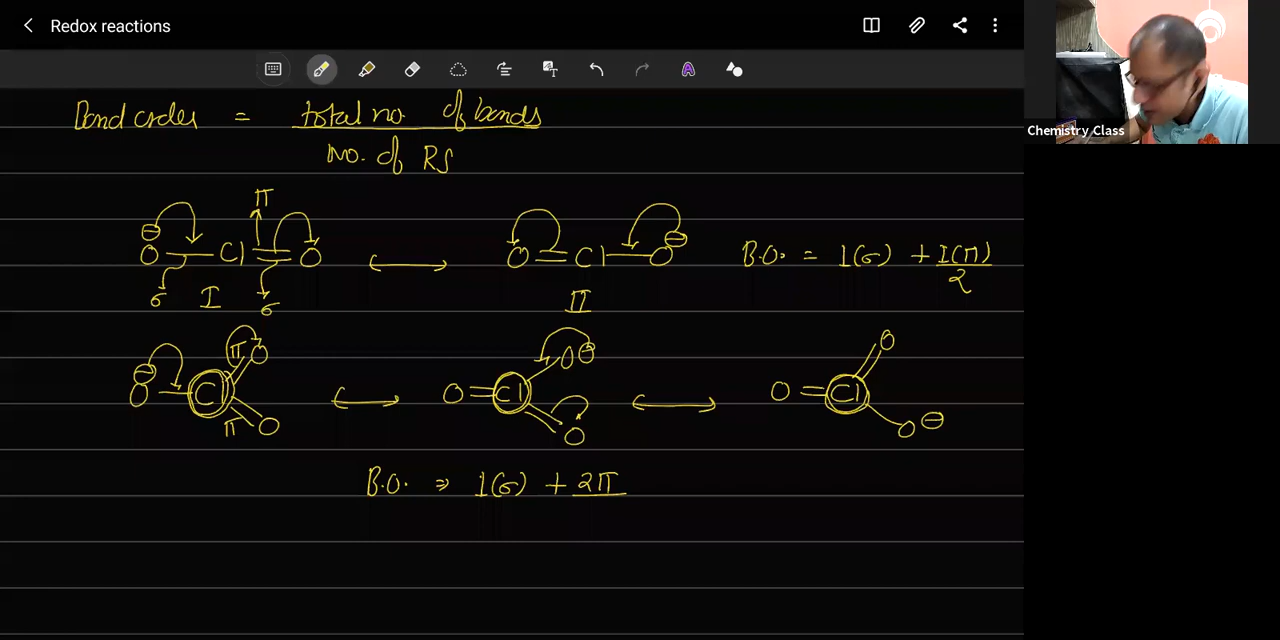 Redox reactions
Chemistry Class
Bond order = total no. of bonds
No. of RS
π
⊖ O — Cl = O ⟷ O = Cl — O ⊖ B.O. = 1(σ) + 1(π)/2
σ I σ II
⊖ O — Cl π O π O ⟷ O = Cl O ⊖ O ⟷ O = Cl O O ⊖
B.O. ⇒ 1(σ) + 2π